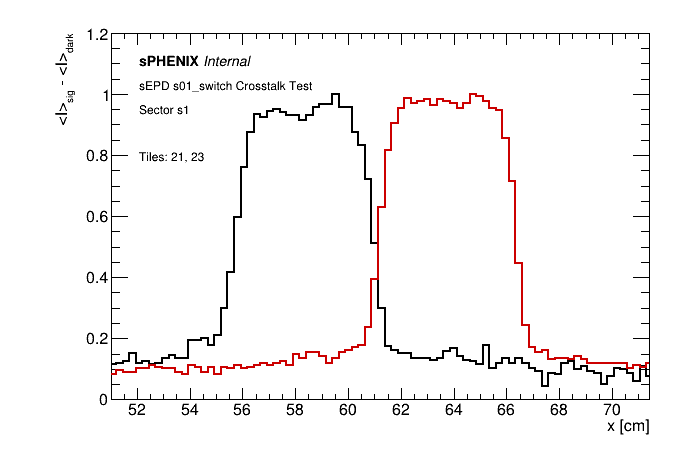 <I>sig - <I>dark
1.2
sPHENIX Internal
sEPD s01_switch Crosstalk Test
1
Sector s1
0.8
Tiles: 21, 23
0.6
0.4
0.2
0
52 54 56 58 60 62 64 66 68 70
x [cm]